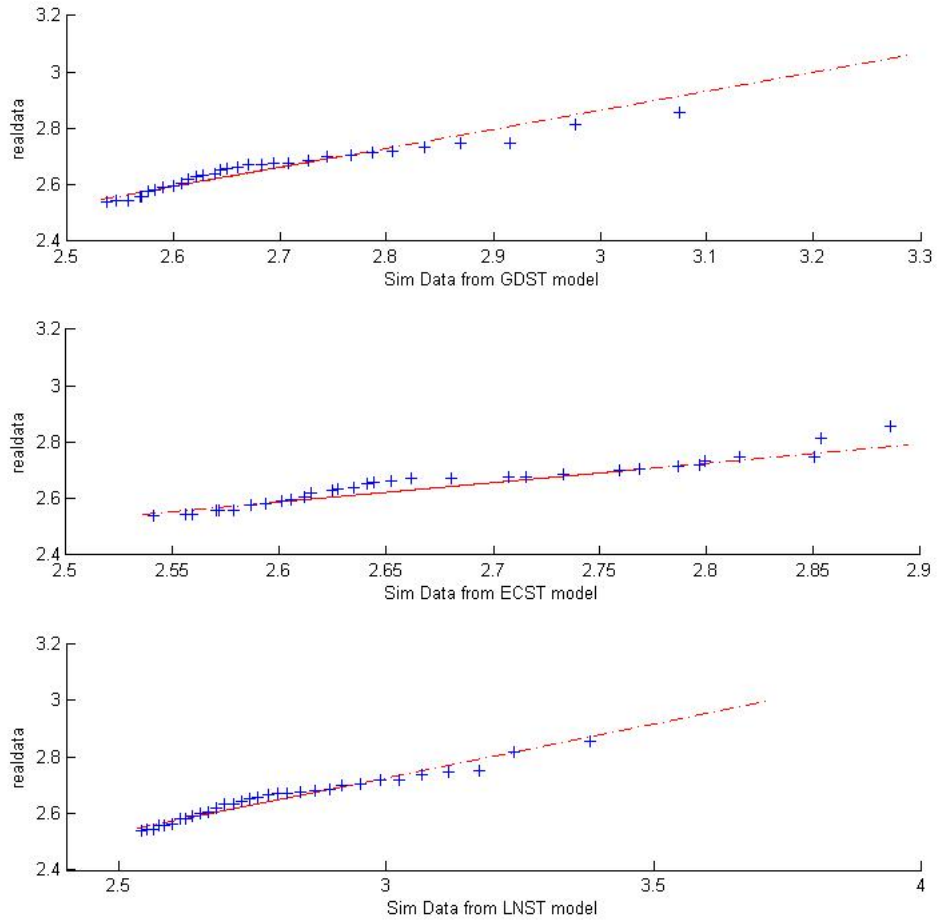 3.2
3
2.8
2.6
2.4
realdata
2.5 2.6 2.7 2.8 2.9 3 3.1 3.2 3.3
Sim Data from GDST model
3.2
3
2.8
2.6
2.4
realdata
2.5 2.55 2.6 2.65 2.7 2.75 2.8 2.85 2.9
Sim Data from ECST model
3.2
3
2.8
2.6
2.4
realdata
2.5 3 3.5 4
Sim Data from LNST model